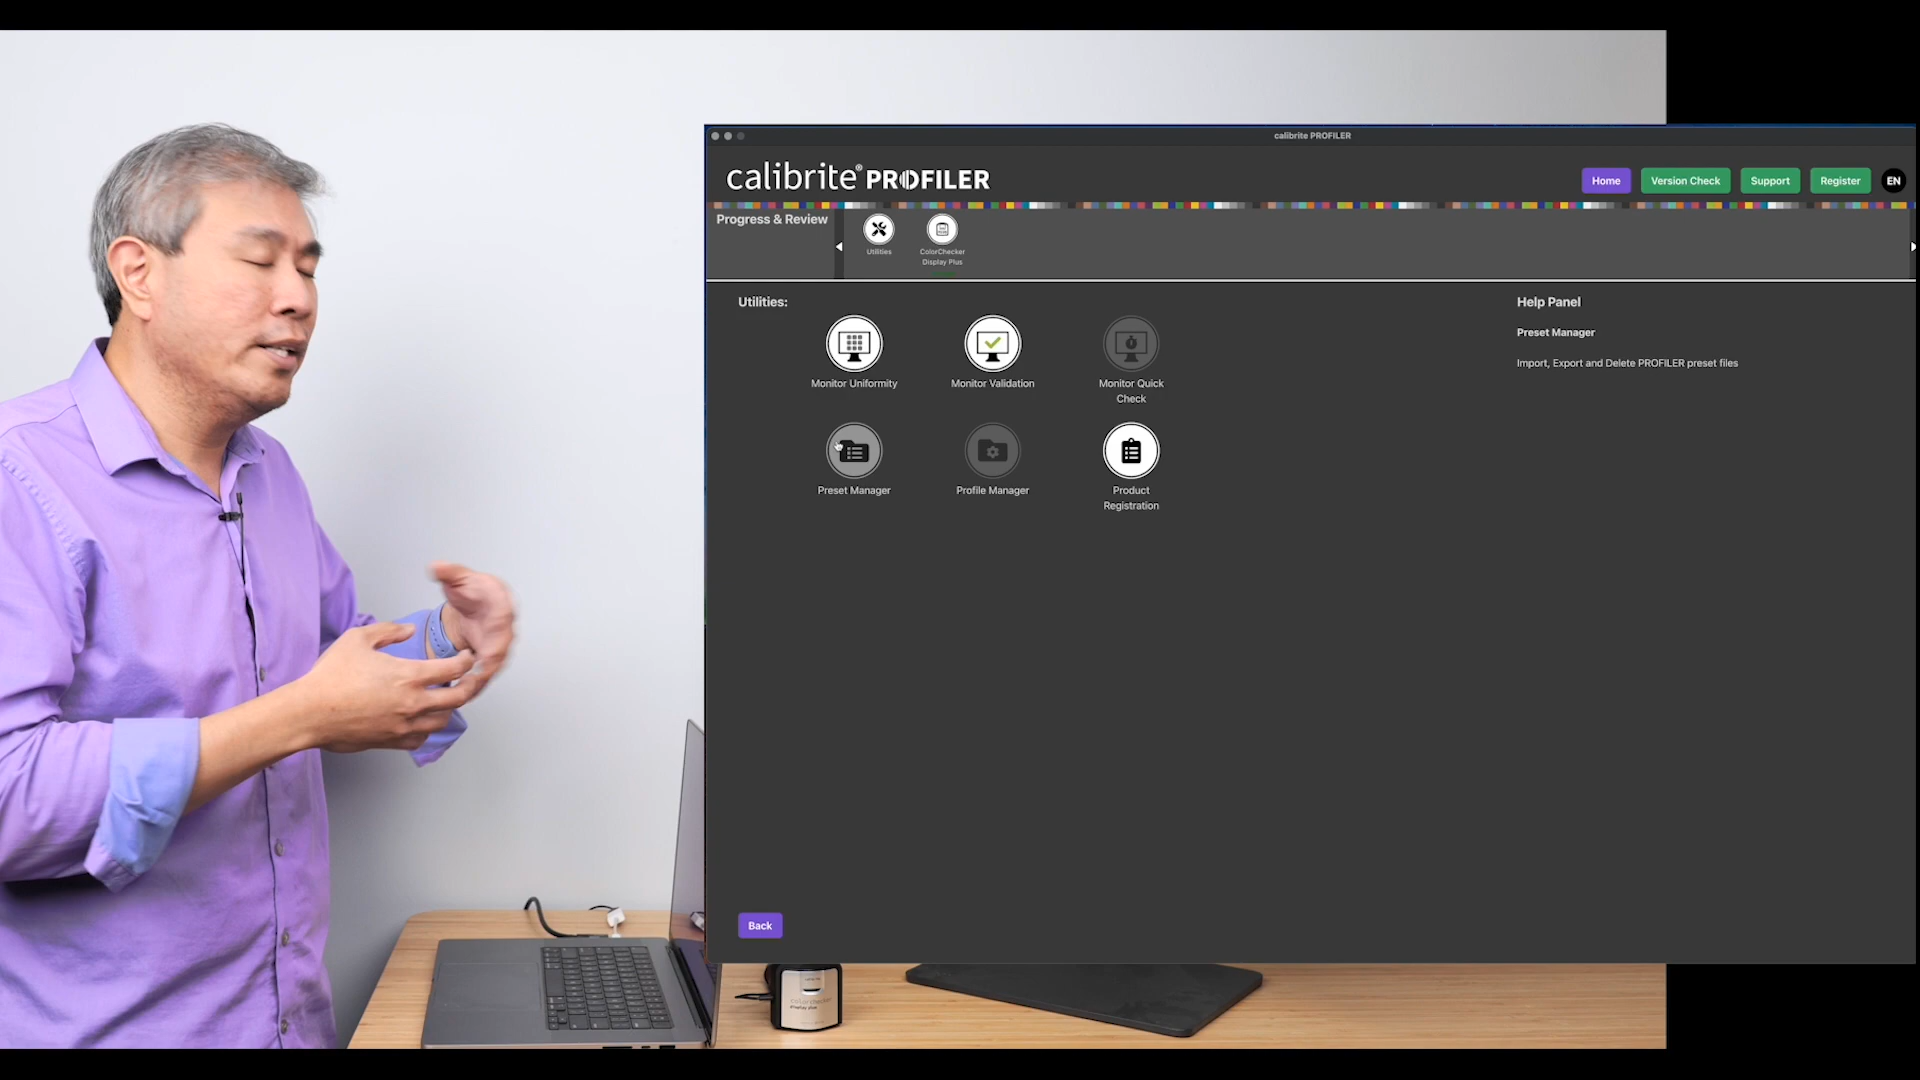 calibrite PROFILER
calibrite® PROFILER
Home
Version Check
Support
Register
EN
Progress & Review
Utilities
ColorChecker
Display Plus
Utilities:
Monitor Uniformity
Monitor Validation
Monitor Quick
Check
Preset Manager
Profile Manager
Product
Registration
Help Panel
Preset Manager
Import, Export and Delete PROFILER preset files
Back
display plus